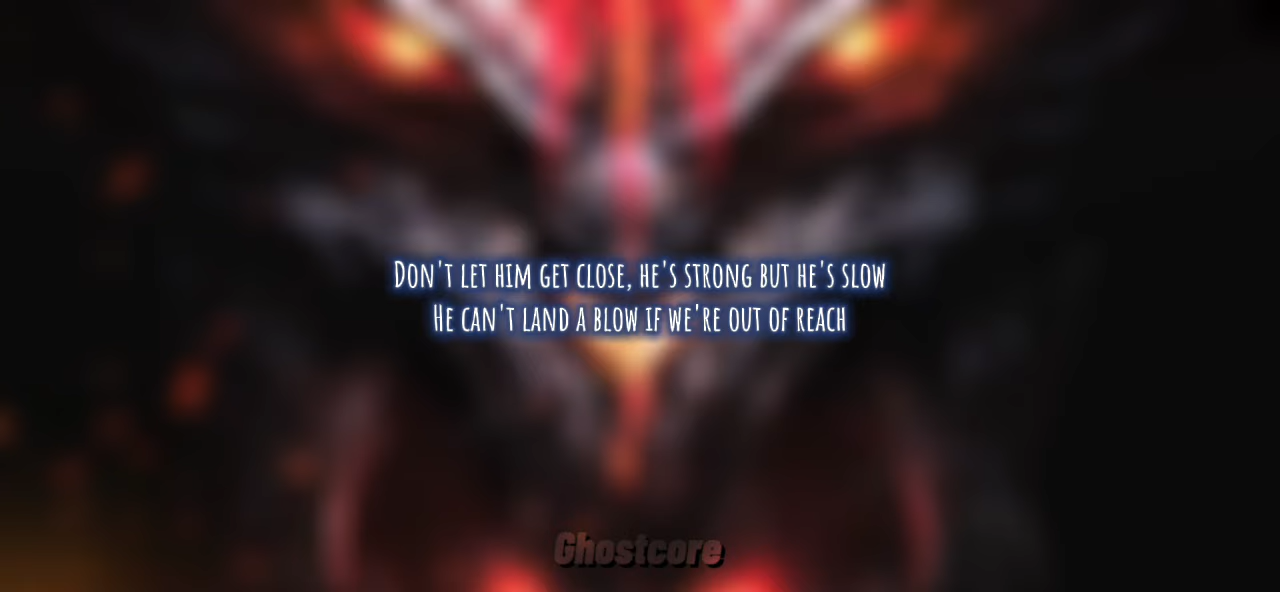 Don't let him get close, he's strong but he's slow
He can't land a blow if we're out of reach
Ghostcore